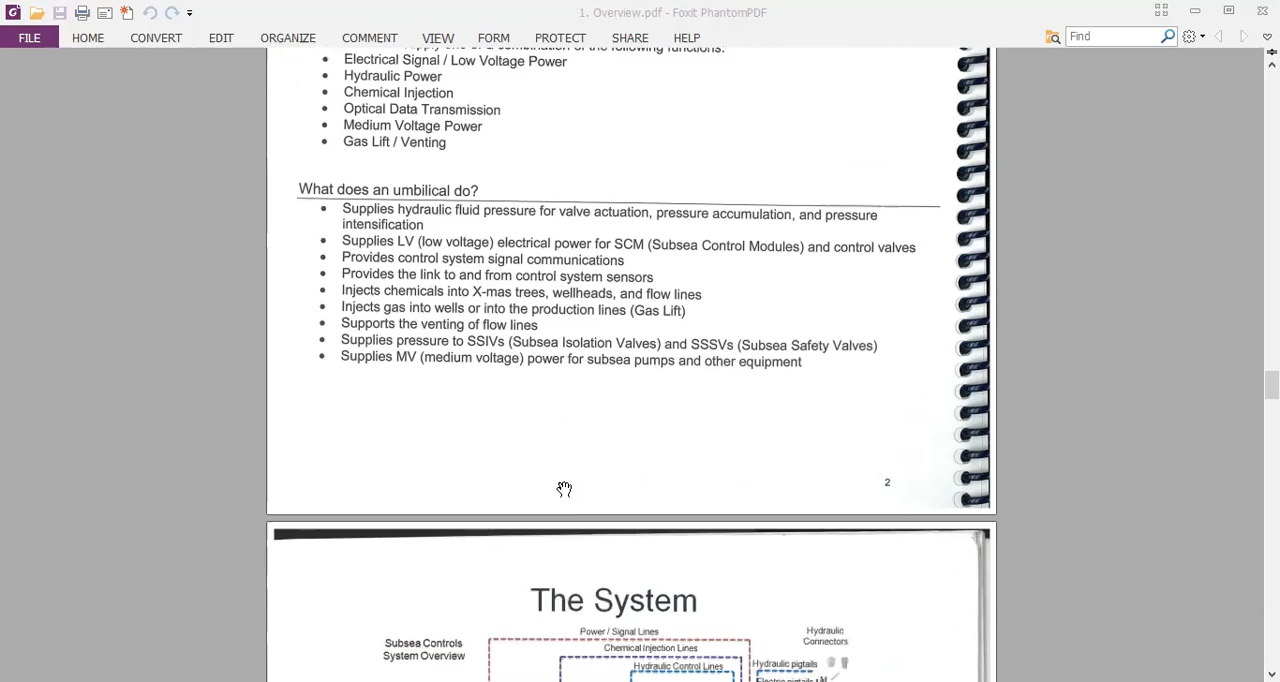 1. Overview.pdf - Foxit PhantomPDF
FILE HOME CONVERT EDIT ORGANIZE COMMENT VIEW FORM PROTECT SHARE HELP Find
combination of the following functions:
• Electrical Signal / Low Voltage Power
• Hydraulic Power
• Chemical Injection
• Optical Data Transmission
• Medium Voltage Power
• Gas Lift / Venting
What does an umbilical do?
• Supplies hydraulic fluid pressure for valve actuation, pressure accumulation, and pressure
intensification
• Supplies LV (low voltage) electrical power for SCM (Subsea Control Modules) and control valves
• Provides control system signal communications
• Provides the link to and from control system sensors
• Injects chemicals into X-mas trees, wellheads, and flow lines
• Injects gas into wells or into the production lines (Gas Lift)
• Supports the venting of flow lines
• Supplies pressure to SSIVs (Subsea Isolation Valves) and SSSVs (Subsea Safety Valves)
• Supplies MV (medium voltage) power for subsea pumps and other equipment
2
The System
Subsea Controls
System Overview
Power / Signal Lines
Chemical Injection Lines
Hydraulic Control Lines
Hydraulic
Connectors
Hydraulic pigtails
Electric pigtails